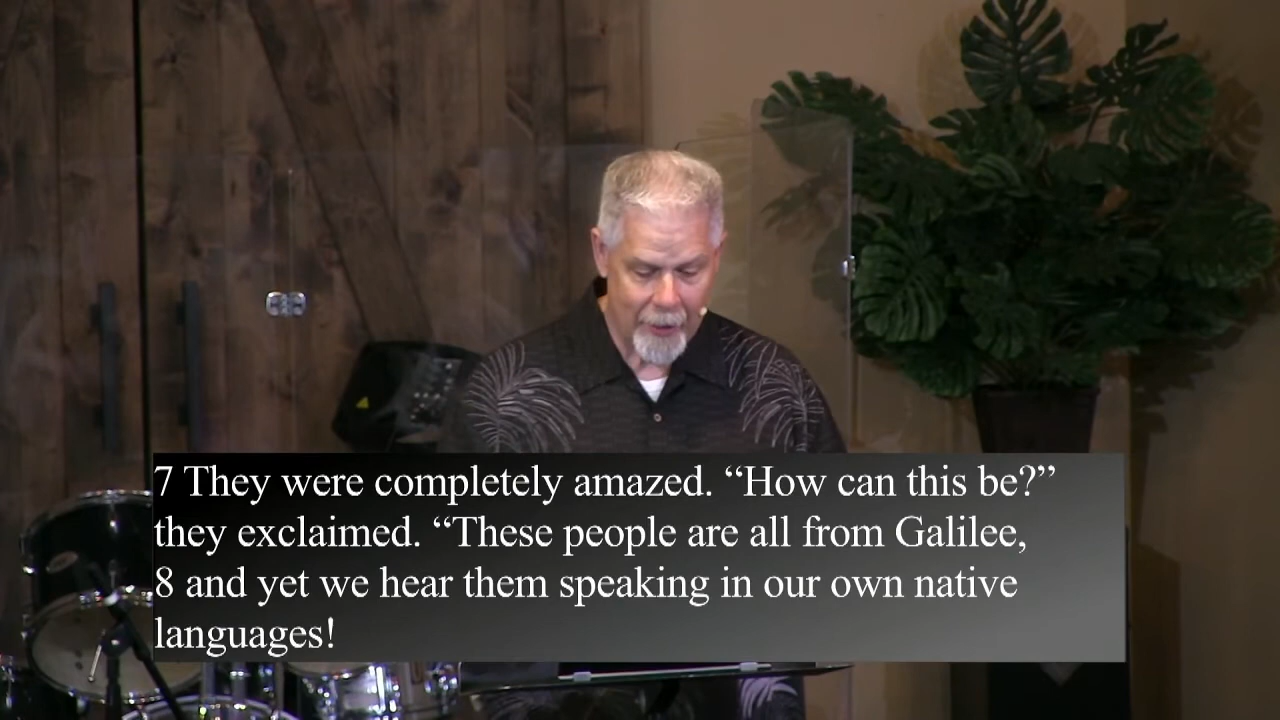 7 They were completely amazed. “How can this be?”
they exclaimed. “These people are all from Galilee,
8 and yet we hear them speaking in our own native
languages!